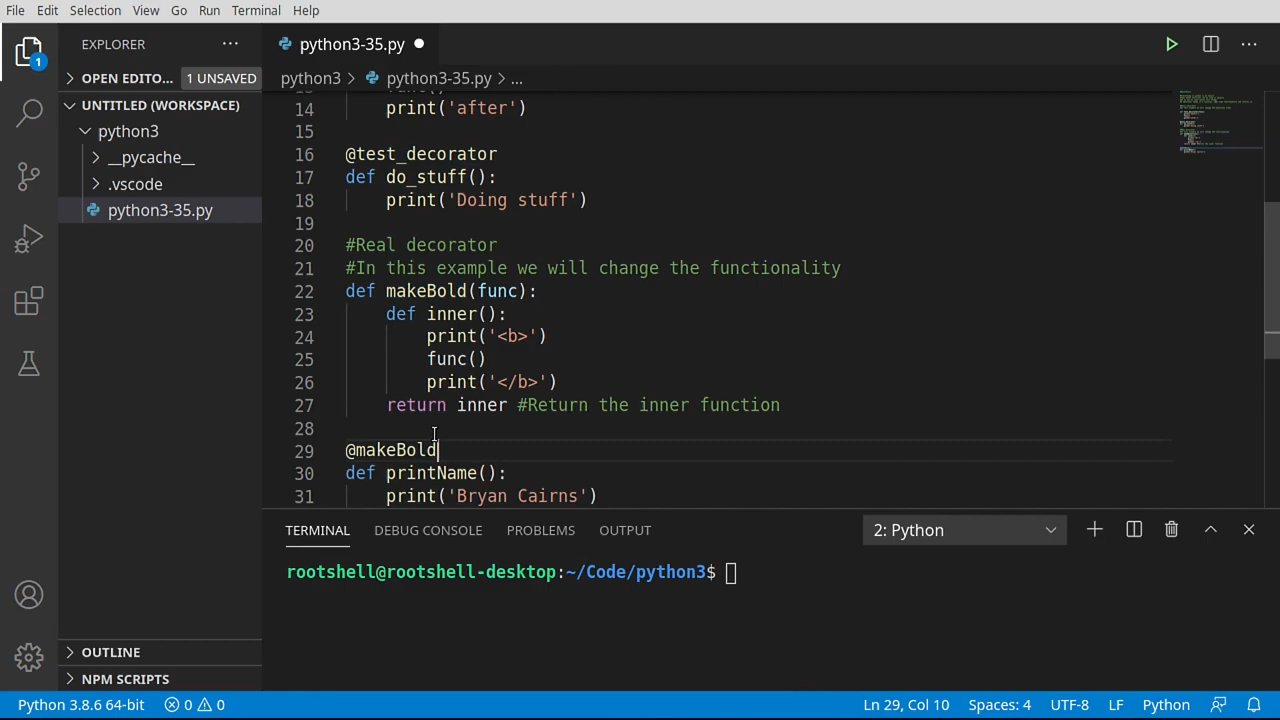 File Edit Selection View Go Run Terminal Help
EXPLORER ...
python3-35.py
OPEN EDITO... 1 UNSAVED
python3 > python3-35.py > ...
UNTITLED (WORKSPACE)
python3
__pycache__
.vscode
python3-35.py
14 print('after')
15
16 @test_decorator
17 def do_stuff():
18 print('Doing stuff')
19
20 #Real decorator
21 #In this example we will change the functionality
22 def makeBold(func):
23 def inner():
24 print('<b>')
25 func()
26 print('</b>')
27 return inner #Return the inner function
28
29 @makeBold
30 def printName():
31 print('Bryan Cairns')
1
TERMINAL DEBUG CONSOLE PROBLEMS OUTPUT 2: Python
rootshell@rootshell-desktop:~/Code/python3$
OUTLINE
NPM SCRIPTS
Python 3.8.6 64-bit 0 0 Ln 29, Col 10 Spaces: 4 UTF-8 LF Python